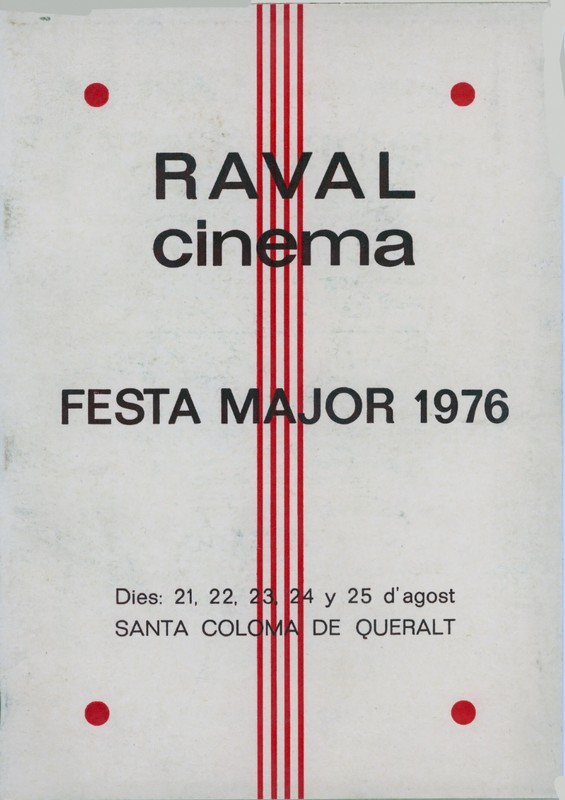 RAVAL
cinema
FESTA MAJOR 1976
Dies: 21, 22, 23, 24 y 25 d'agost
SANTA COLOMA DE QUERALT